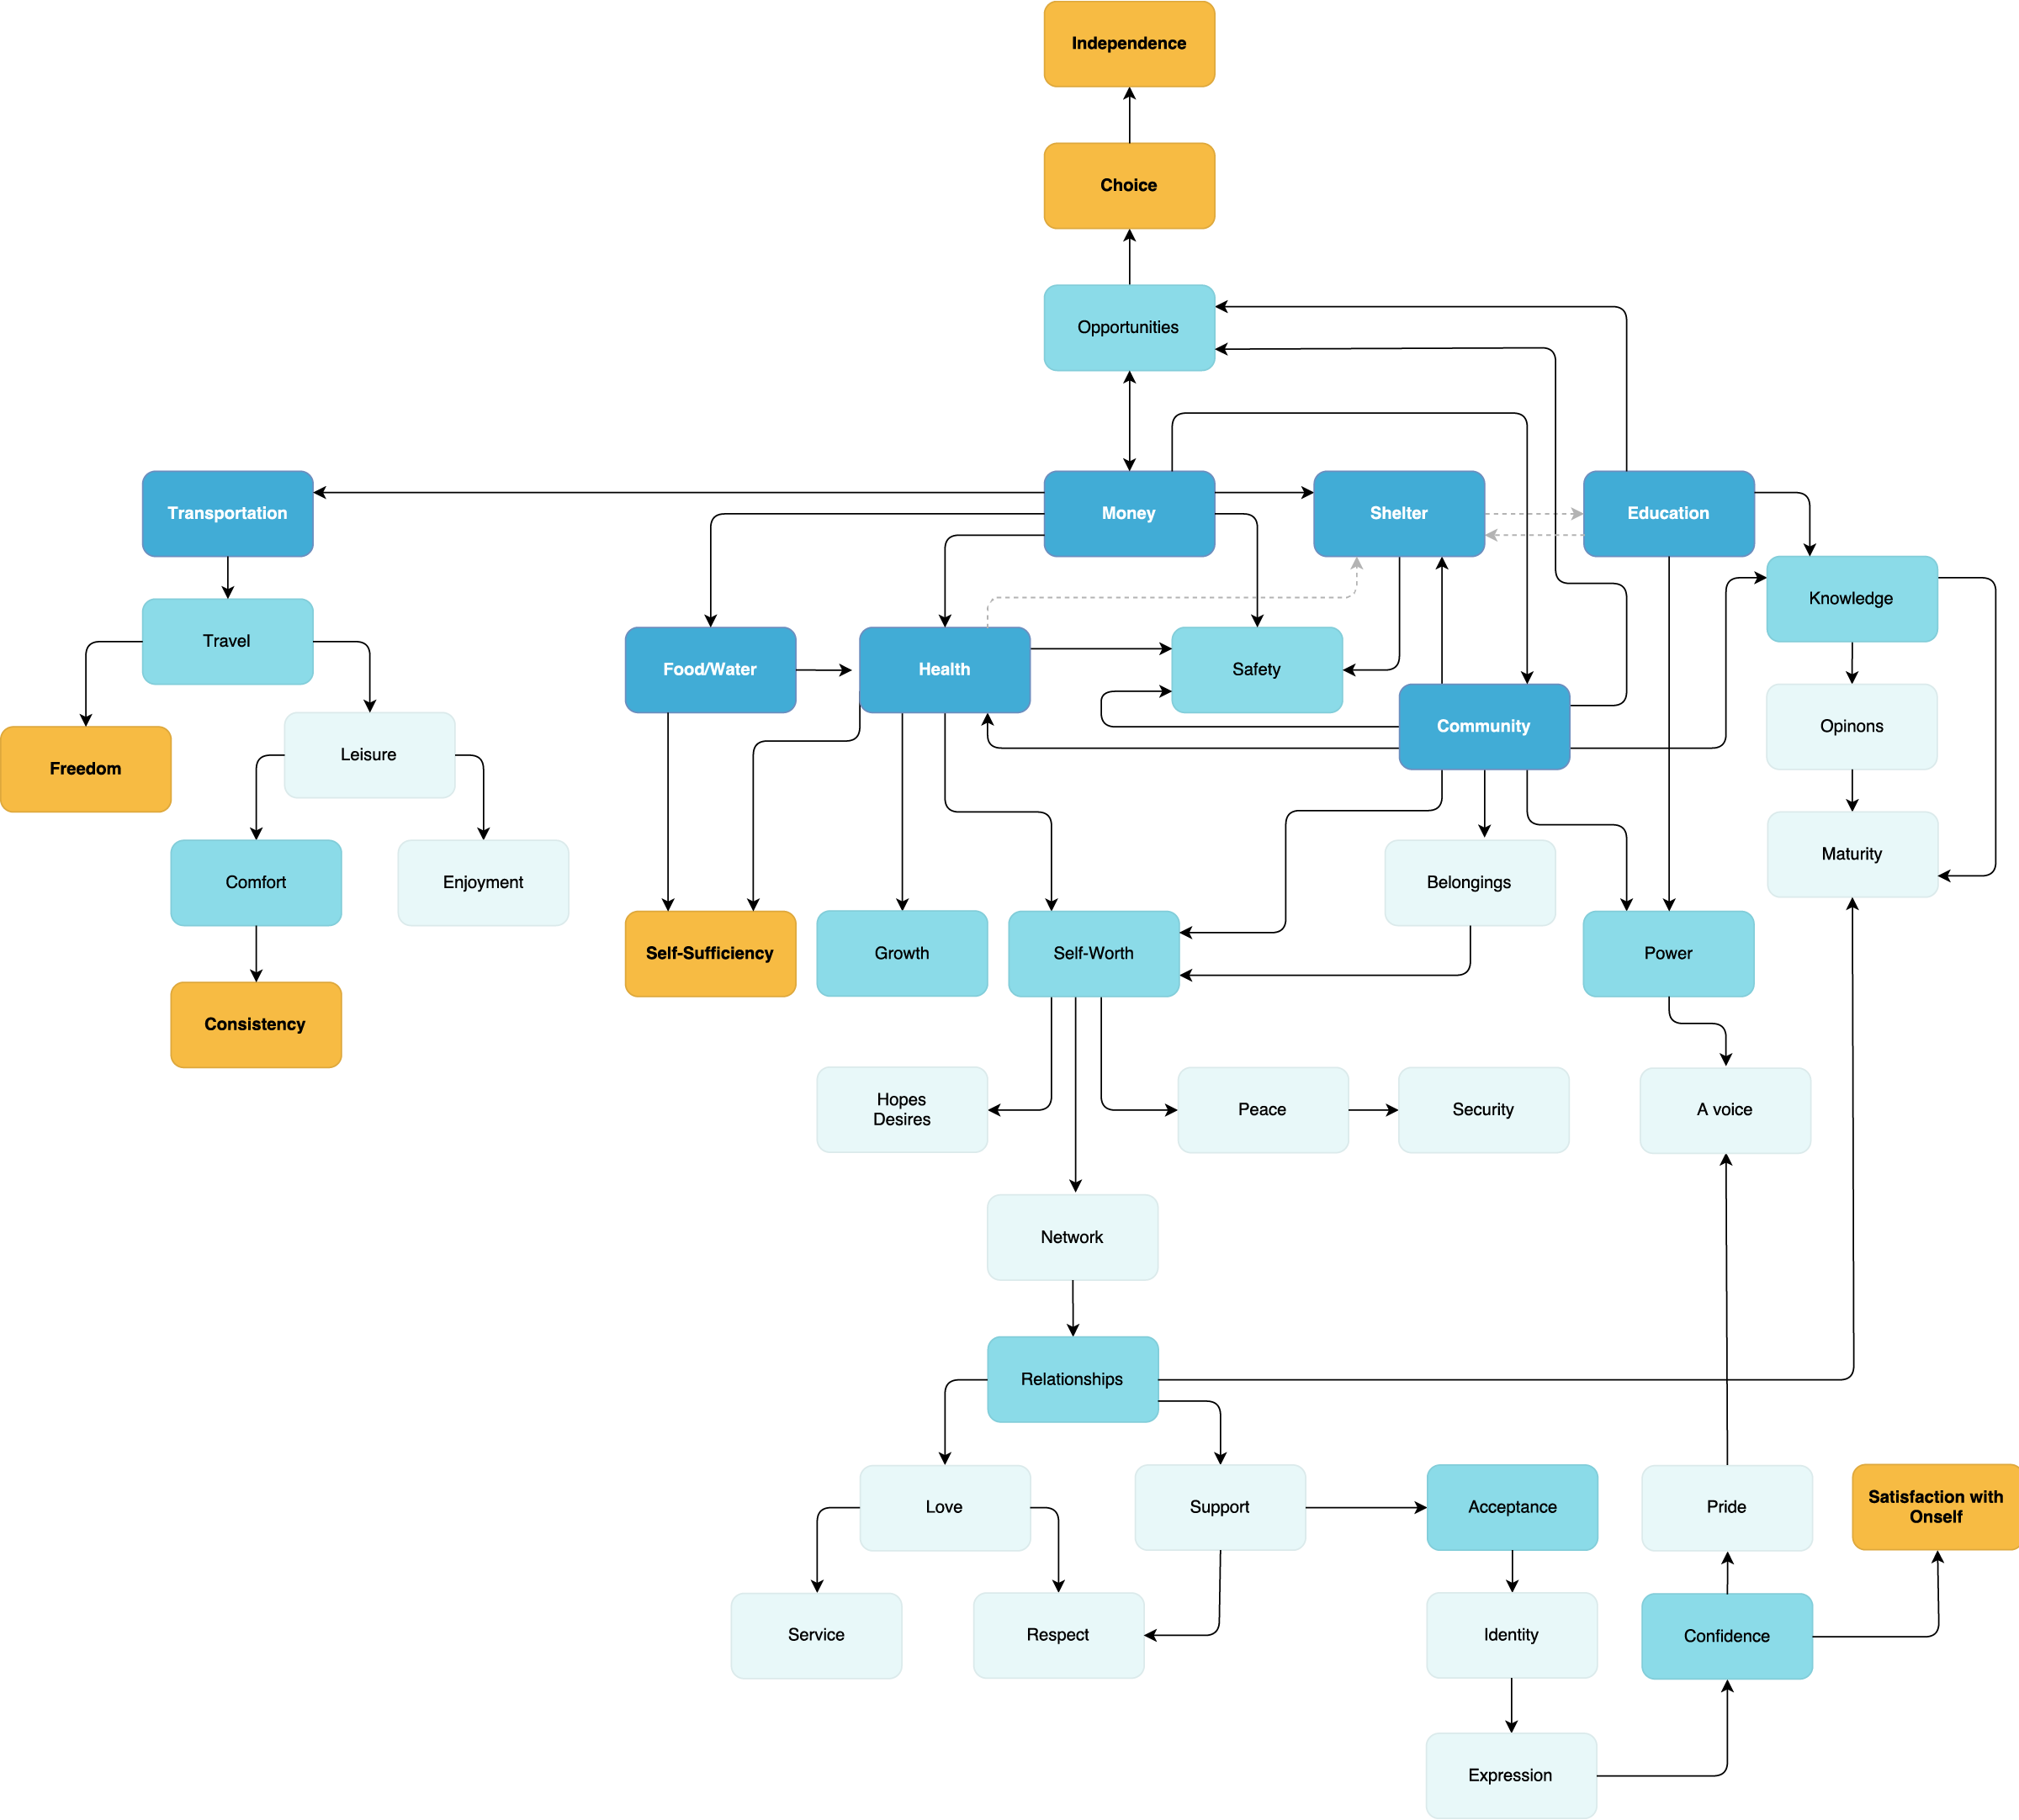 Independence
Choice
Opportunities
Transportation
Money
Shelter
Education
Travel
Food/Water
Health
Safety
Knowledge
Freedom
Leisure
Community
Opinons
Comfort
Enjoyment
Belongings
Maturity
Consistency
Self-Sufficiency
Growth
Self-Worth
Power
Hopes
Desires
Peace
Security
A voice
Network
Relationships
Love
Support
Acceptance
Pride
Satisfaction with
Onself
Service
Respect
Identity
Confidence
Expression